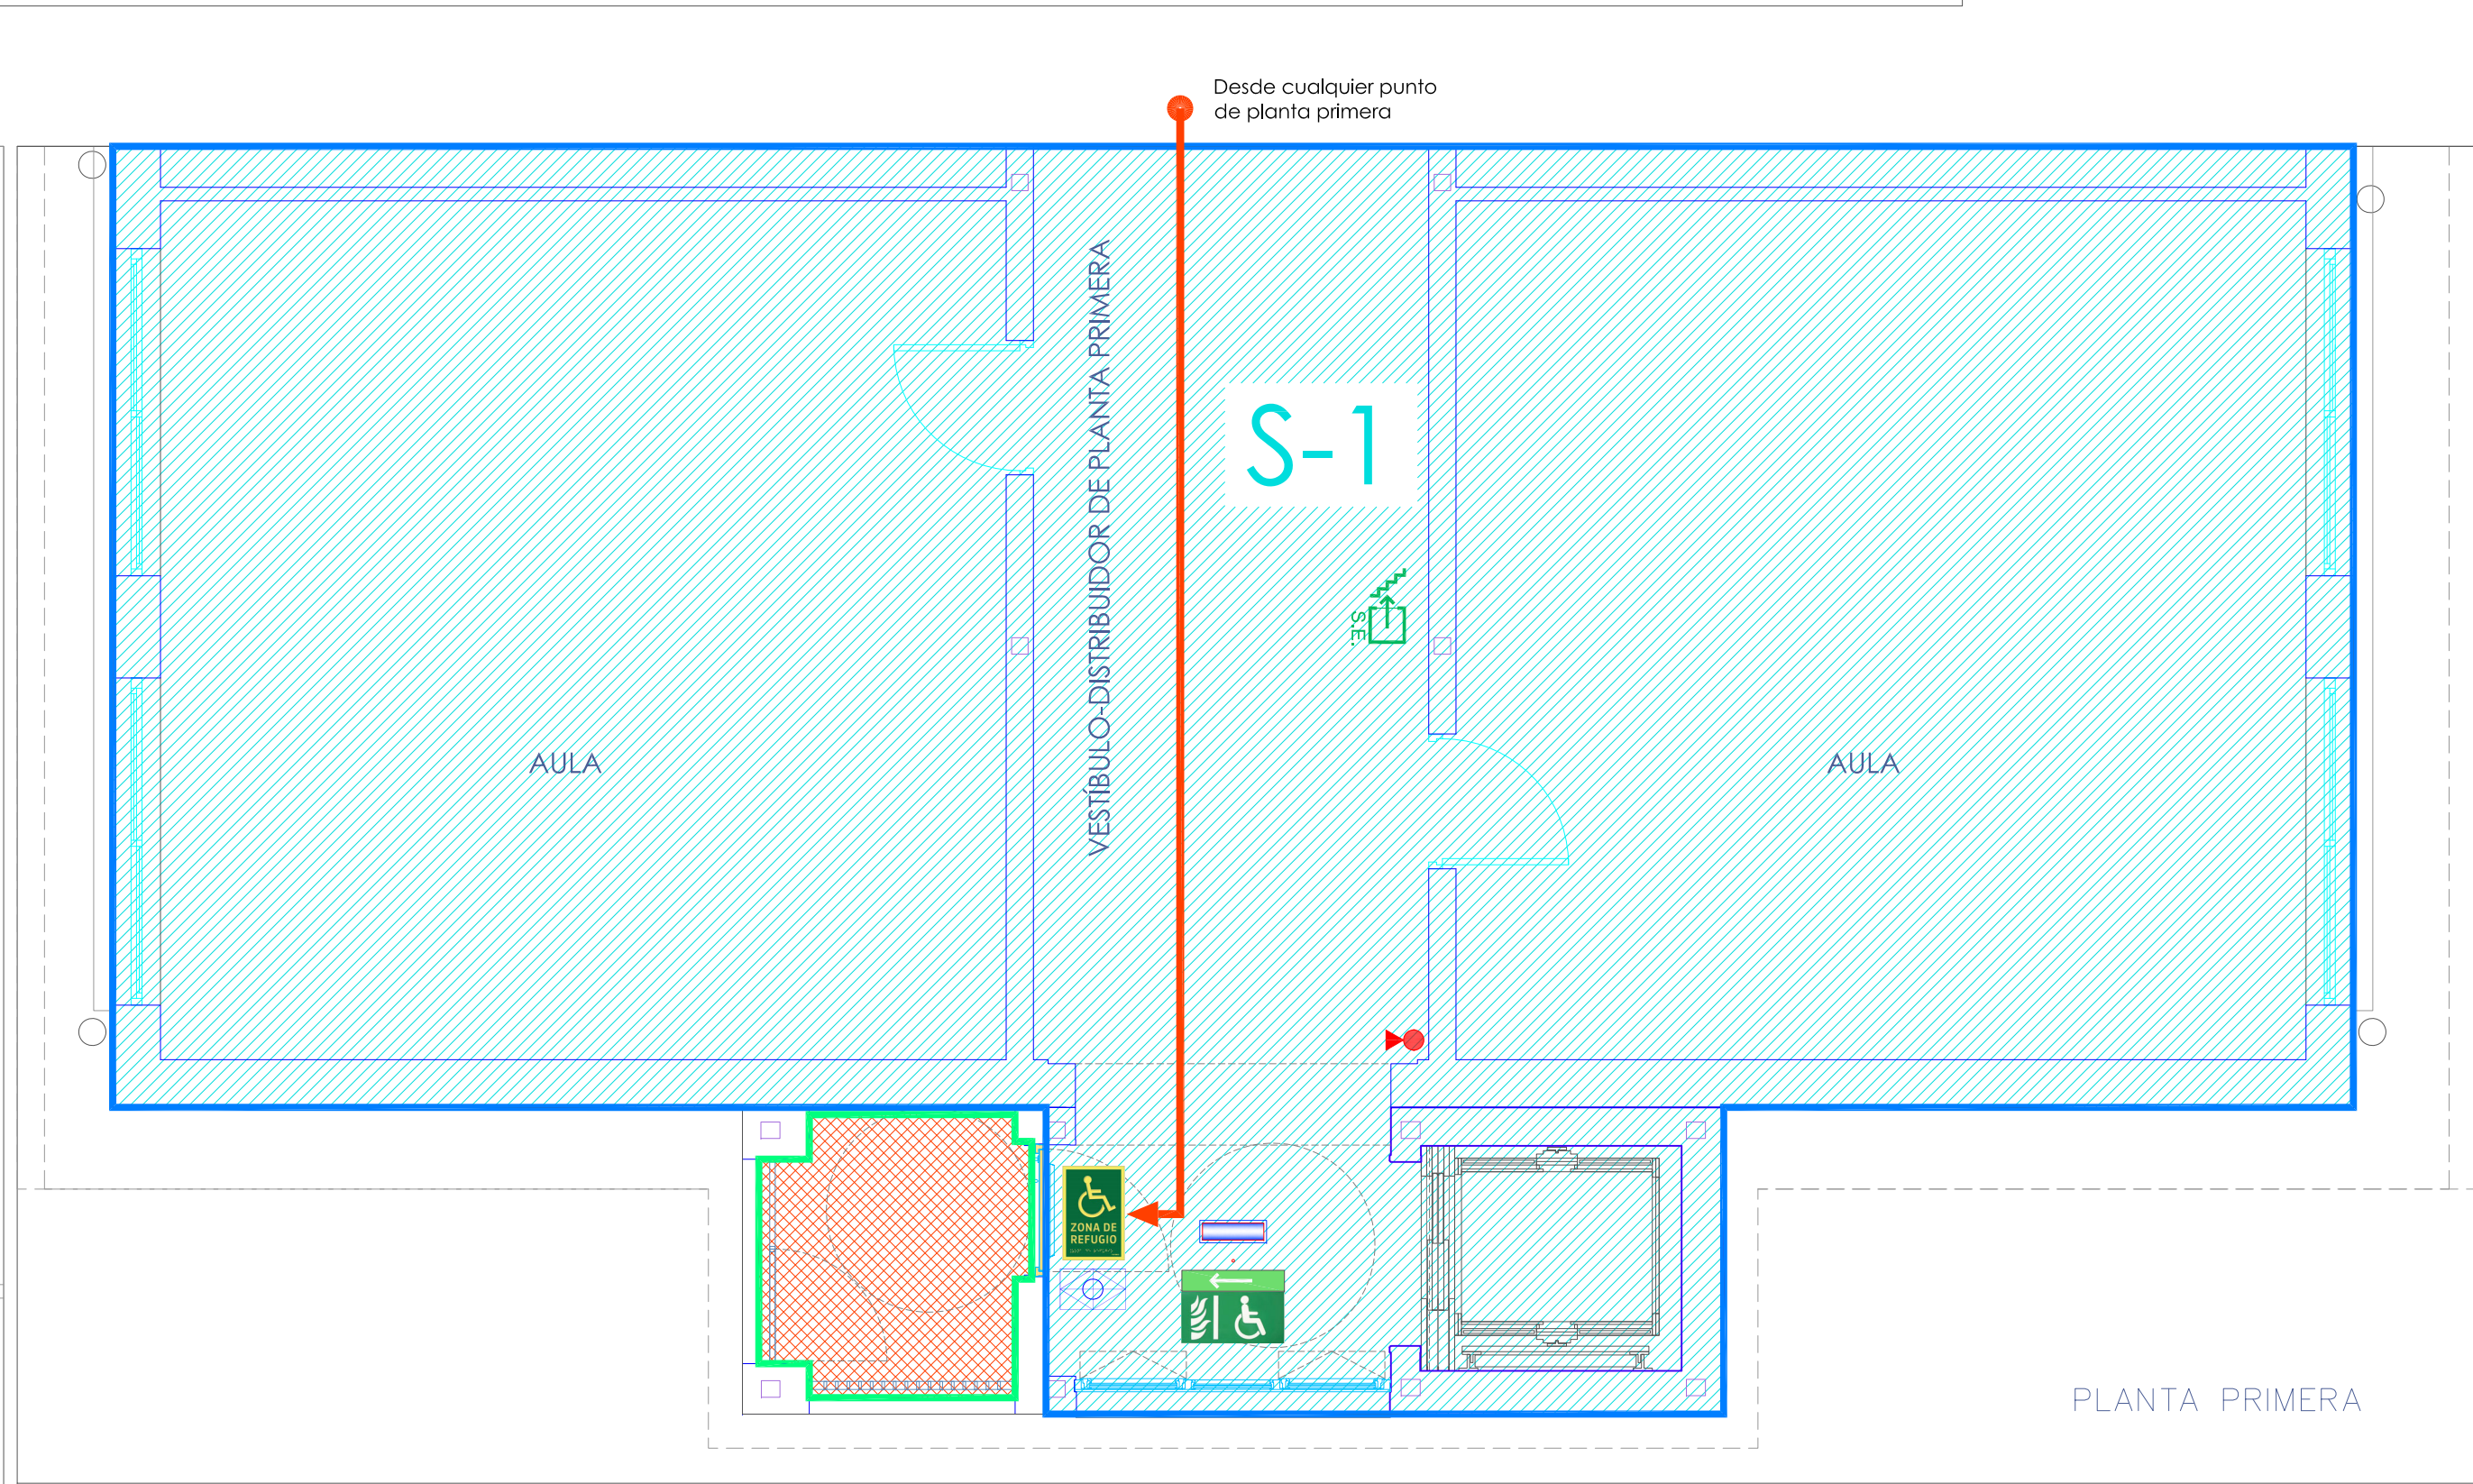 Desde cualquier punto
de planta primera
VESTÍBULO-DISTRIBUIDOR DE PLANTA PRIMERA
S-1
S.E.
AULA
AULA
ZONA DE
REFUGIO
PLANTA PRIMERA